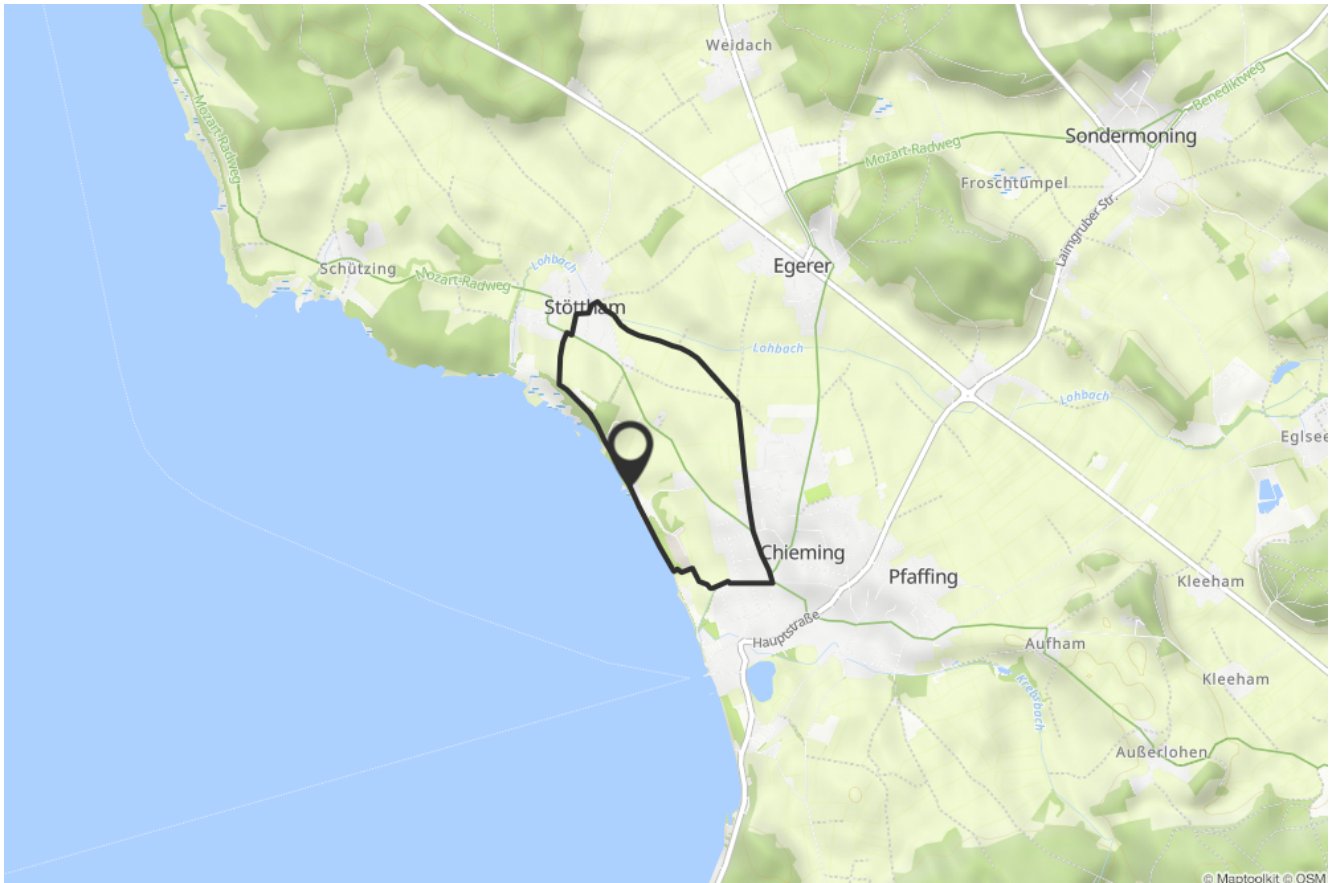 Weidach
Benediktweg
Sondermoning
Mozart-Radweg
Mozart-Radweg
Froschtümpel
Laimgruber Str.
Lohbach
Egerer
Schützing
Mozart-Radweg
Stöttham
Lohbach
Lohbach
Eglsee
Chieming
Pfaffing
Kleeham
Hauptstraße
Aufham
Kleeham
Krebsbach
Außerlohen
© Maptoolkit © OSM